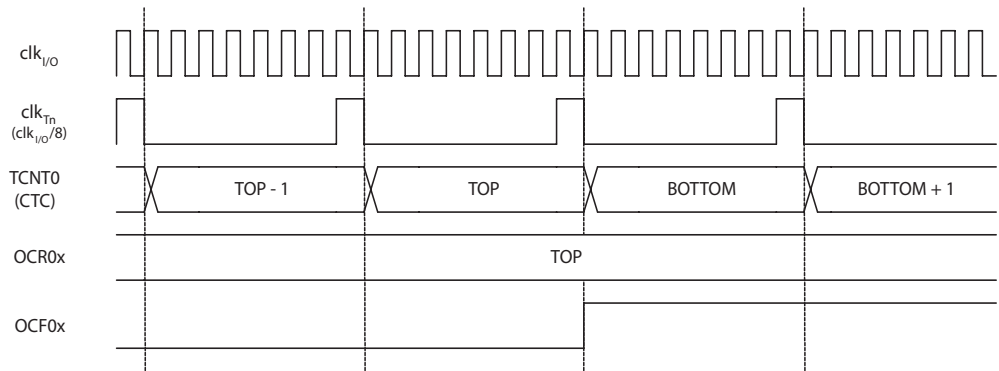 clkI/O
clkTn
(clkI/O/8)
TCNT0
(CTC)
TOP - 1
TOP
BOTTOM
BOTTOM + 1
OCR0x
TOP
OCF0x